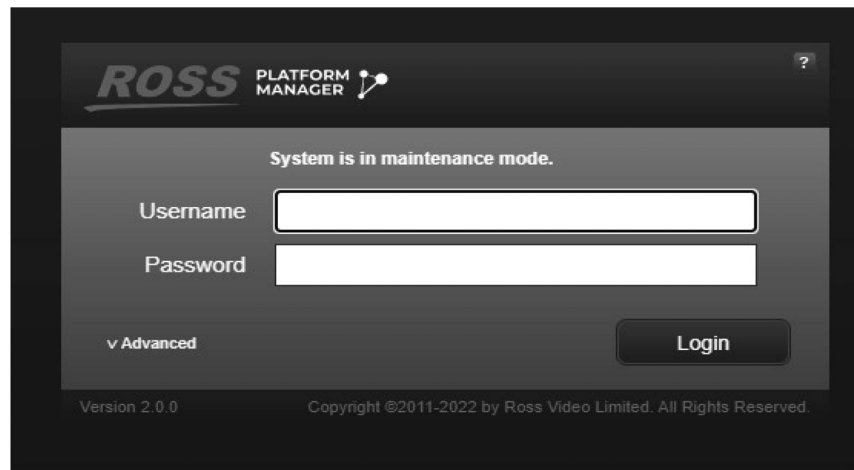 ROSS PLATFORM MANAGER
?
System is in maintenance mode.
Username
Password
v Advanced
Login
Version 2.0.0
Copyright ©2011-2022 by Ross Video Limited. All Rights Reserved.